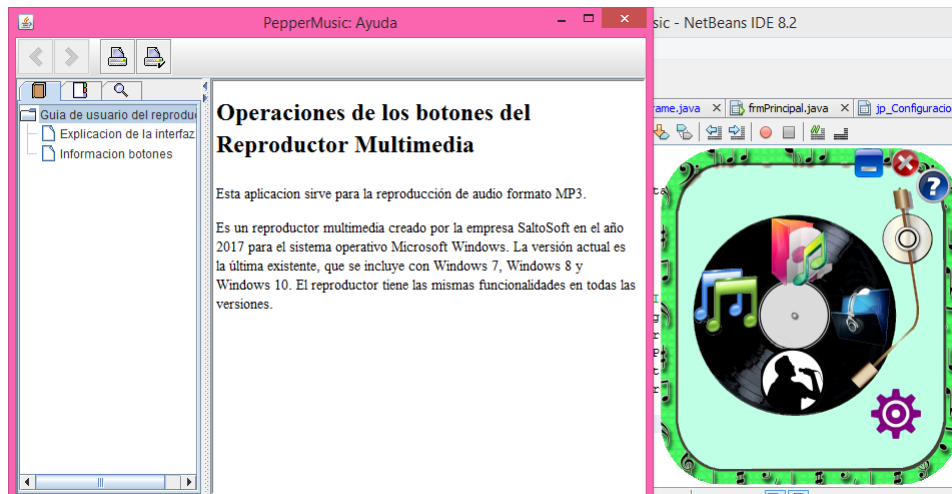 PepperMusic: Ayuda
sic - NetBeans IDE 8.2
rame.java
frmPrincipal.java
jp_Configuracio
Guia de usuario del reprodu
Explicacion de la interfaz
Informacion botones
Operaciones de los botones del
Reproductor Multimedia
Esta aplicacion sirve para la reproducción de audio formato MP3.
Es un reproductor multimedia creado por la empresa SaltoSoft en el año
2017 para el sistema operativo Microsoft Windows. La versión actual es
la última existente, que se incluye con Windows 7, Windows 8 y
Windows 10. El reproductor tiene las mismas funcionalidades en todas las
versiones.
?